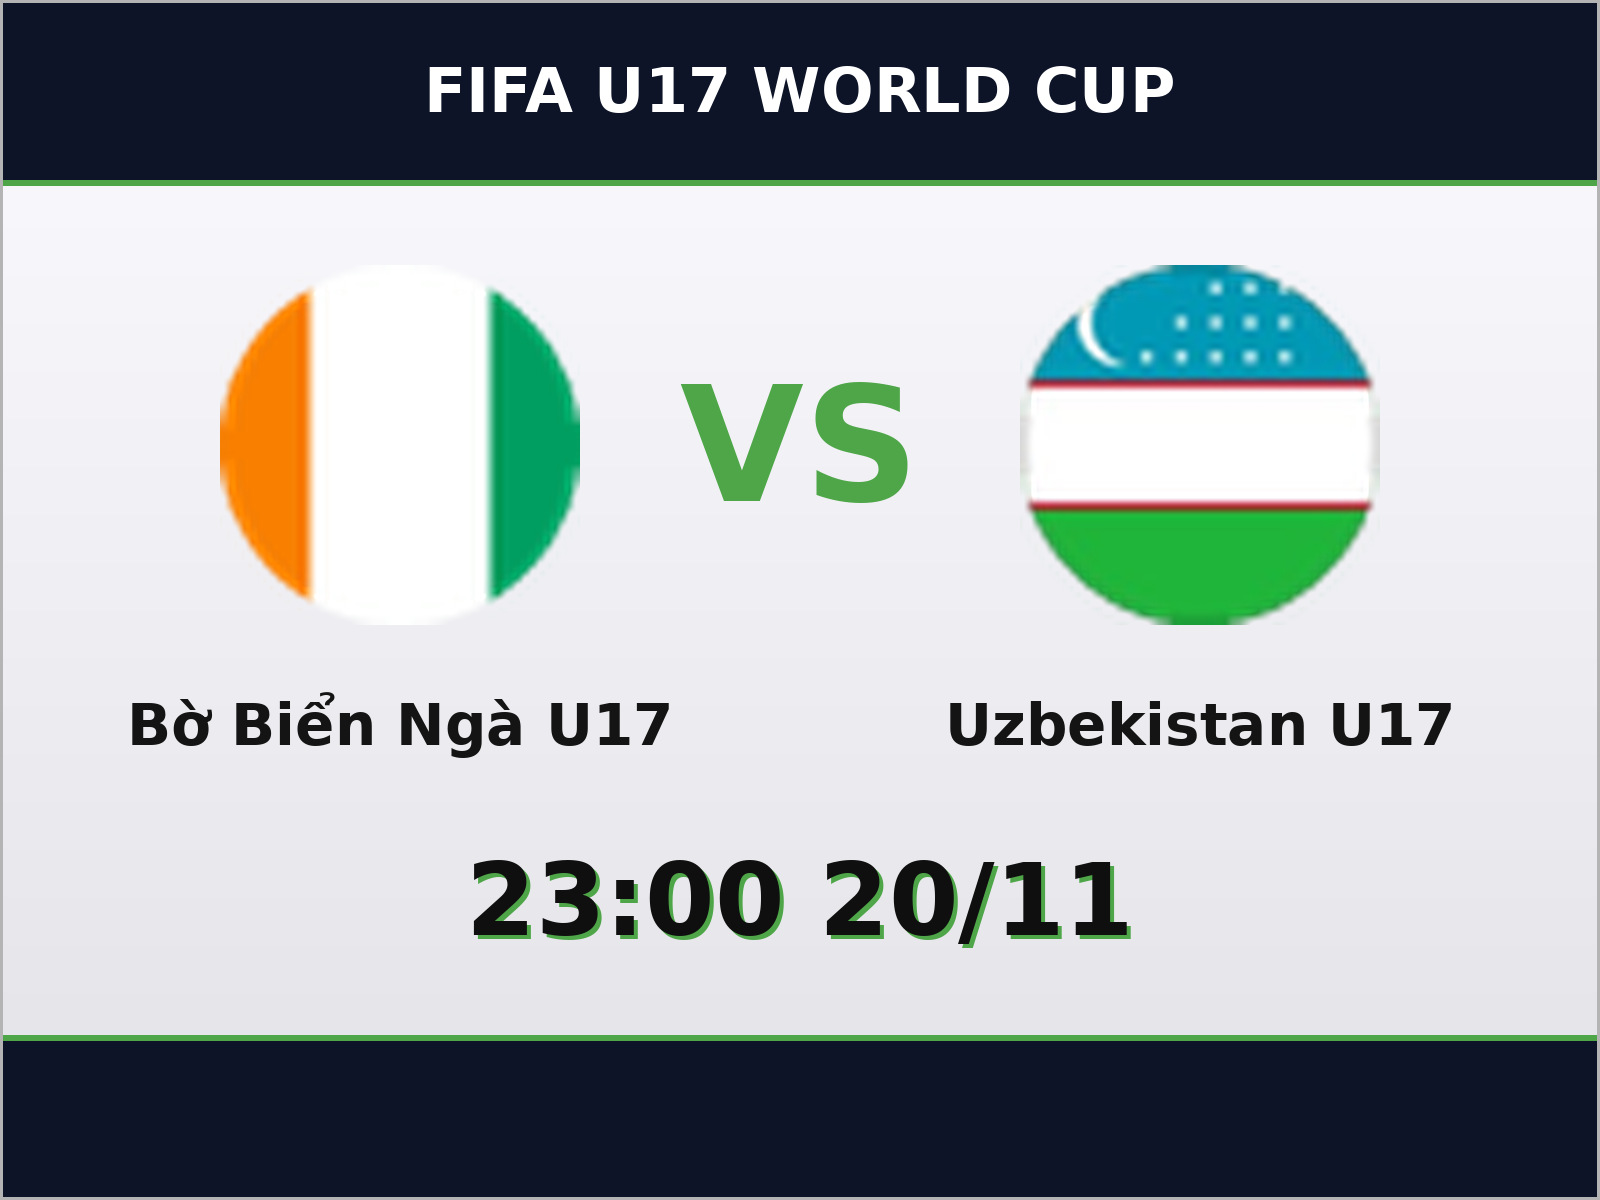 FIFA U17 WORLD CUP
VS
Bờ Biển Ngà U17
Uzbekistan U17
23:00 20/11